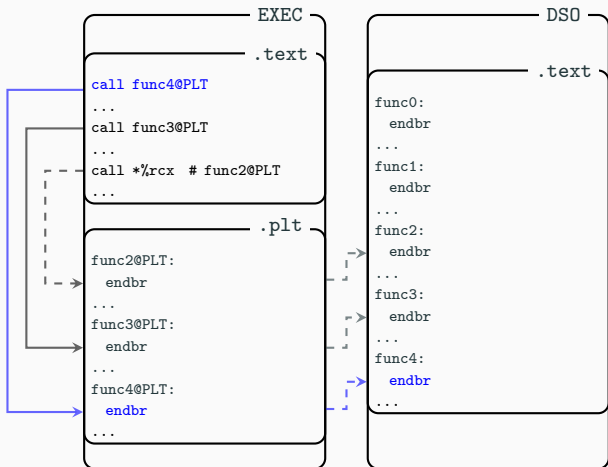 EXEC
.text
call func4@PLT
...
call func3@PLT
...
call *%rcx # func2@PLT
...
.plt
func2@PLT:
endbr
...
func3@PLT:
endbr
...
func4@PLT:
endbr
...
DSO
.text
func0:
endbr
...
func1:
endbr
...
func2:
endbr
...
func3:
endbr
...
func4:
endbr
...